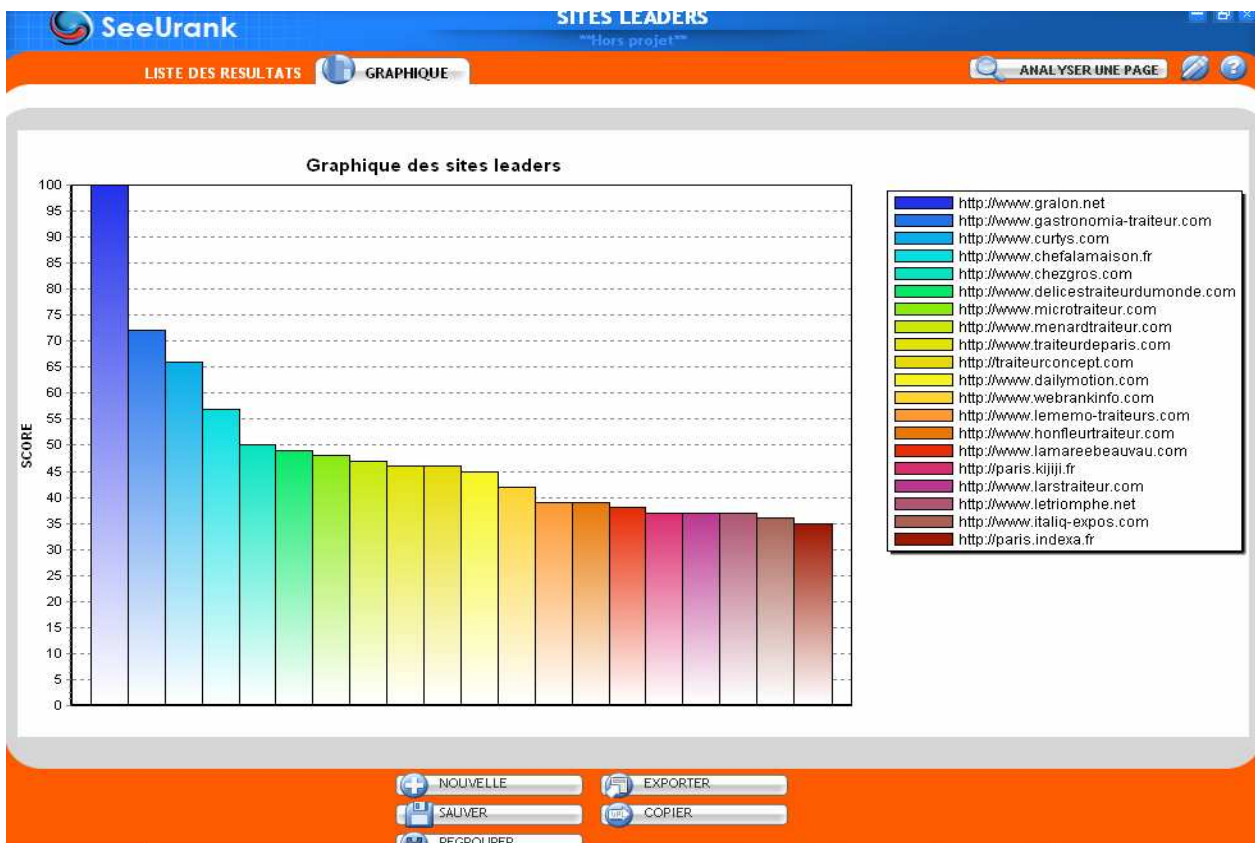 SeeUrank
SITES LEADERS
""Hors projet""
LISTE DES RESULTATS
GRAPHIQUE
ANALYSER UNE PAGE
?
Graphique des sites leaders
SCORE
100
95
90
85
80
75
70
65
60
55
50
45
40
35
30
25
20
15
10
5
0
http://www.gralon.net
http://www.gastronomia-traiteur.com
http://www.curtys.com
http://www.chefalamaison.fr
http://www.chezgros.com
http://www.delicestraiteurdumonde.com
http://www.microtraiteur.com
http://www.menardtraiteur.com
http://www.traiteurdeparis.com
http://traiteurconcept.com
http://www.dailymotion.com
http://www.webrankinfo.com
http://www.lememo-traiteurs.com
http://www.honfleurtraiteur.com
http://www.lamareebeauvau.com
http://paris.kijiji.fr
http://www.larstraiteur.com
http://www.letriomphe.net
http://www.italiq-expos.com
http://paris.indexa.fr
NOUVELLE
EXPORTER
SAUVER
COPIER
REGROUPER